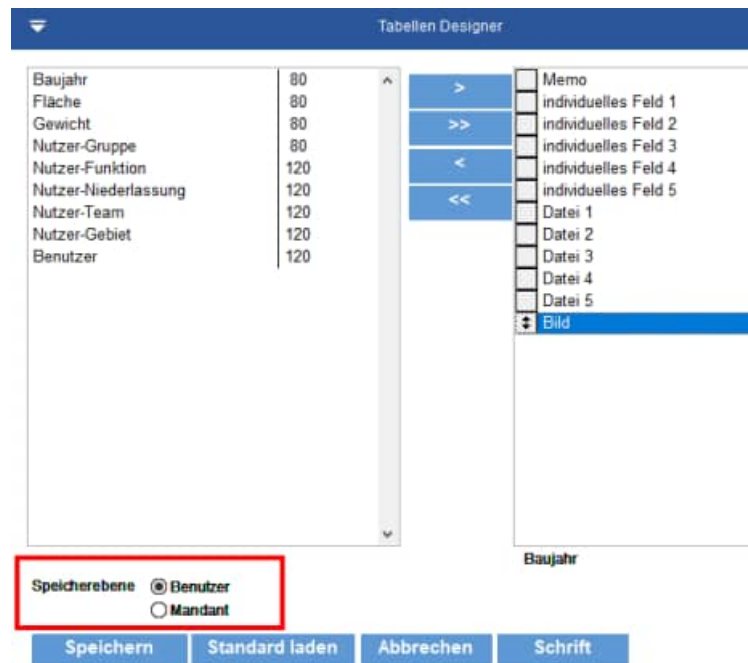 Tabellen Designer
Baujahr 80
Fläche 80
Gewicht 80
Nutzer-Gruppe 80
Nutzer-Funktion 120
Nutzer-Niederlassung 120
Nutzer-Team 120
Nutzer-Gebiet 120
Benutzer 120
>
>>
<
<<
Memo
individuelles Feld 1
individuelles Feld 2
individuelles Feld 3
individuelles Feld 4
individuelles Feld 5
Datei 1
Datei 2
Datei 3
Datei 4
Datei 5
Bild
Baujahr
Speicherebene Benutzer
Mandant
Speichern Standard laden Abbrechen Schrift